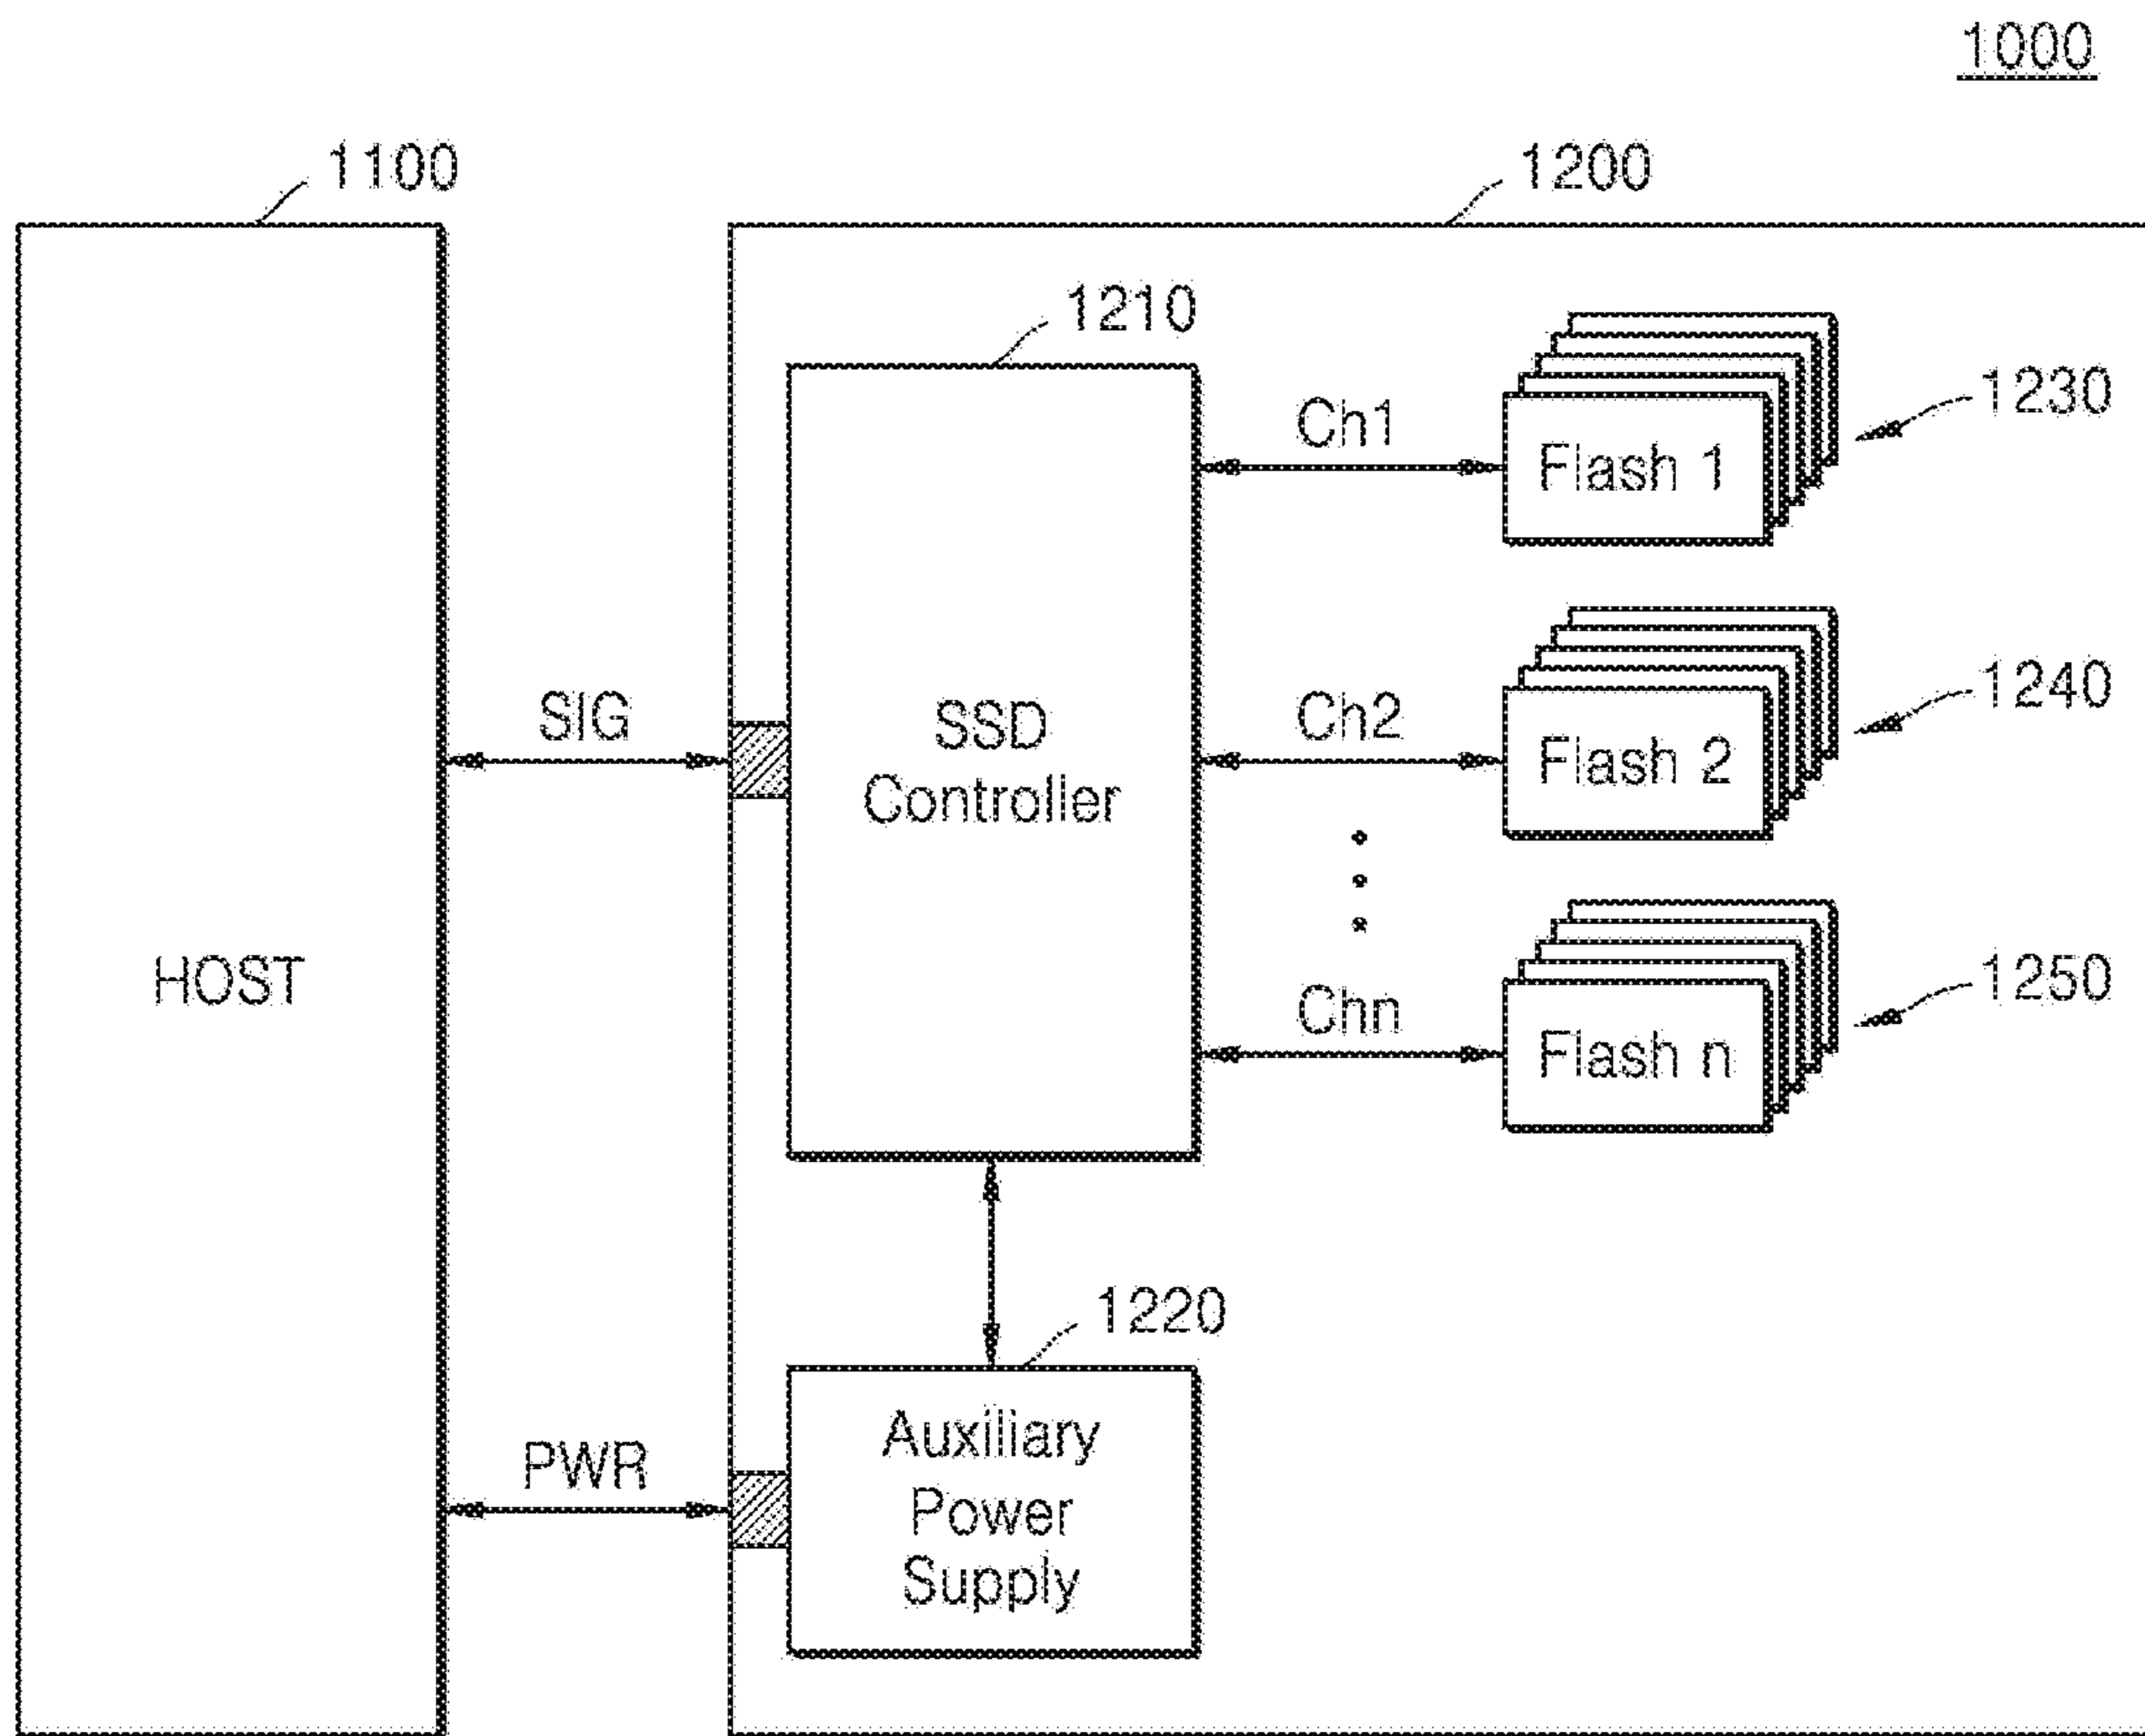 1000
1100
1200
1210
Ch1
Flash 1
1230
SIG
SSD
Controller
Ch2
Flash 2
1240
HOST
Chn
Flash n
1250
1220
PWR
Auxiliary
Power
Supply